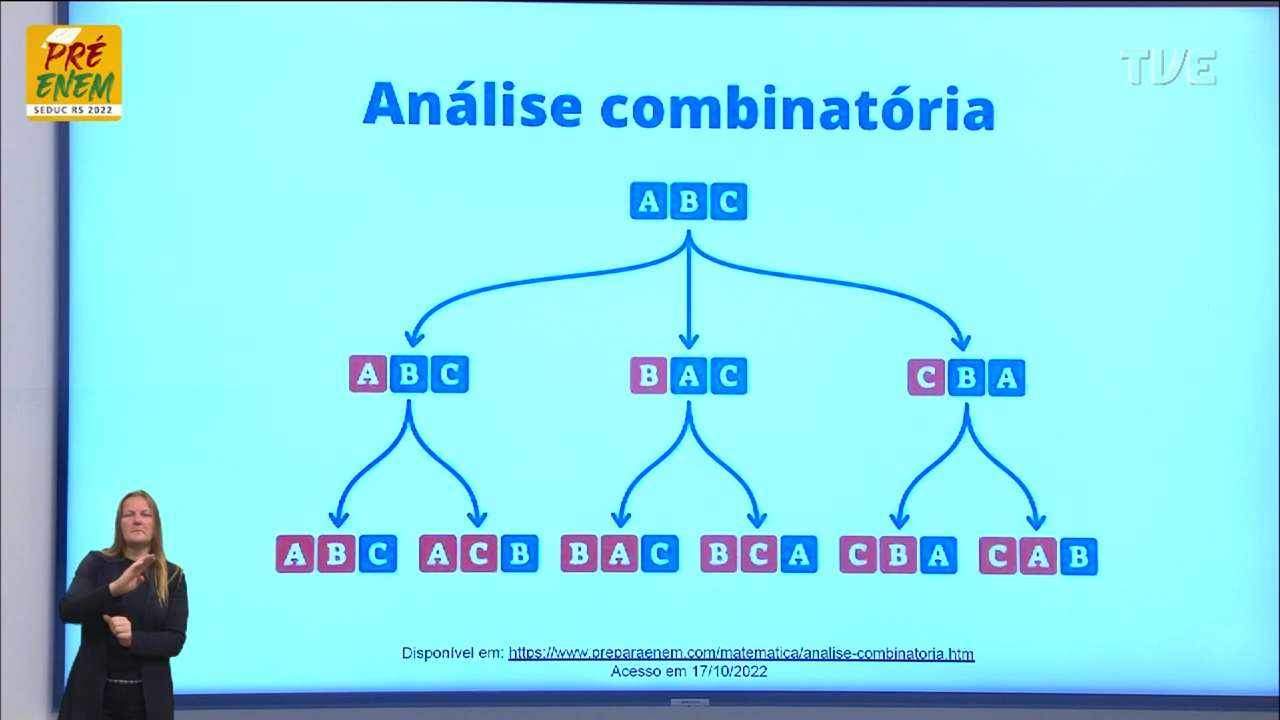 PRÉ
ENEM
SEDUC RS 2022
TVE
Análise combinatória
ABC
ABC BAC CBA
ABC ACB BAC BCA CBA CAB
Disponível em: https://www.preparaenem.com/matematica/analise-combinatoria.htm
Acesso em 17/10/2022